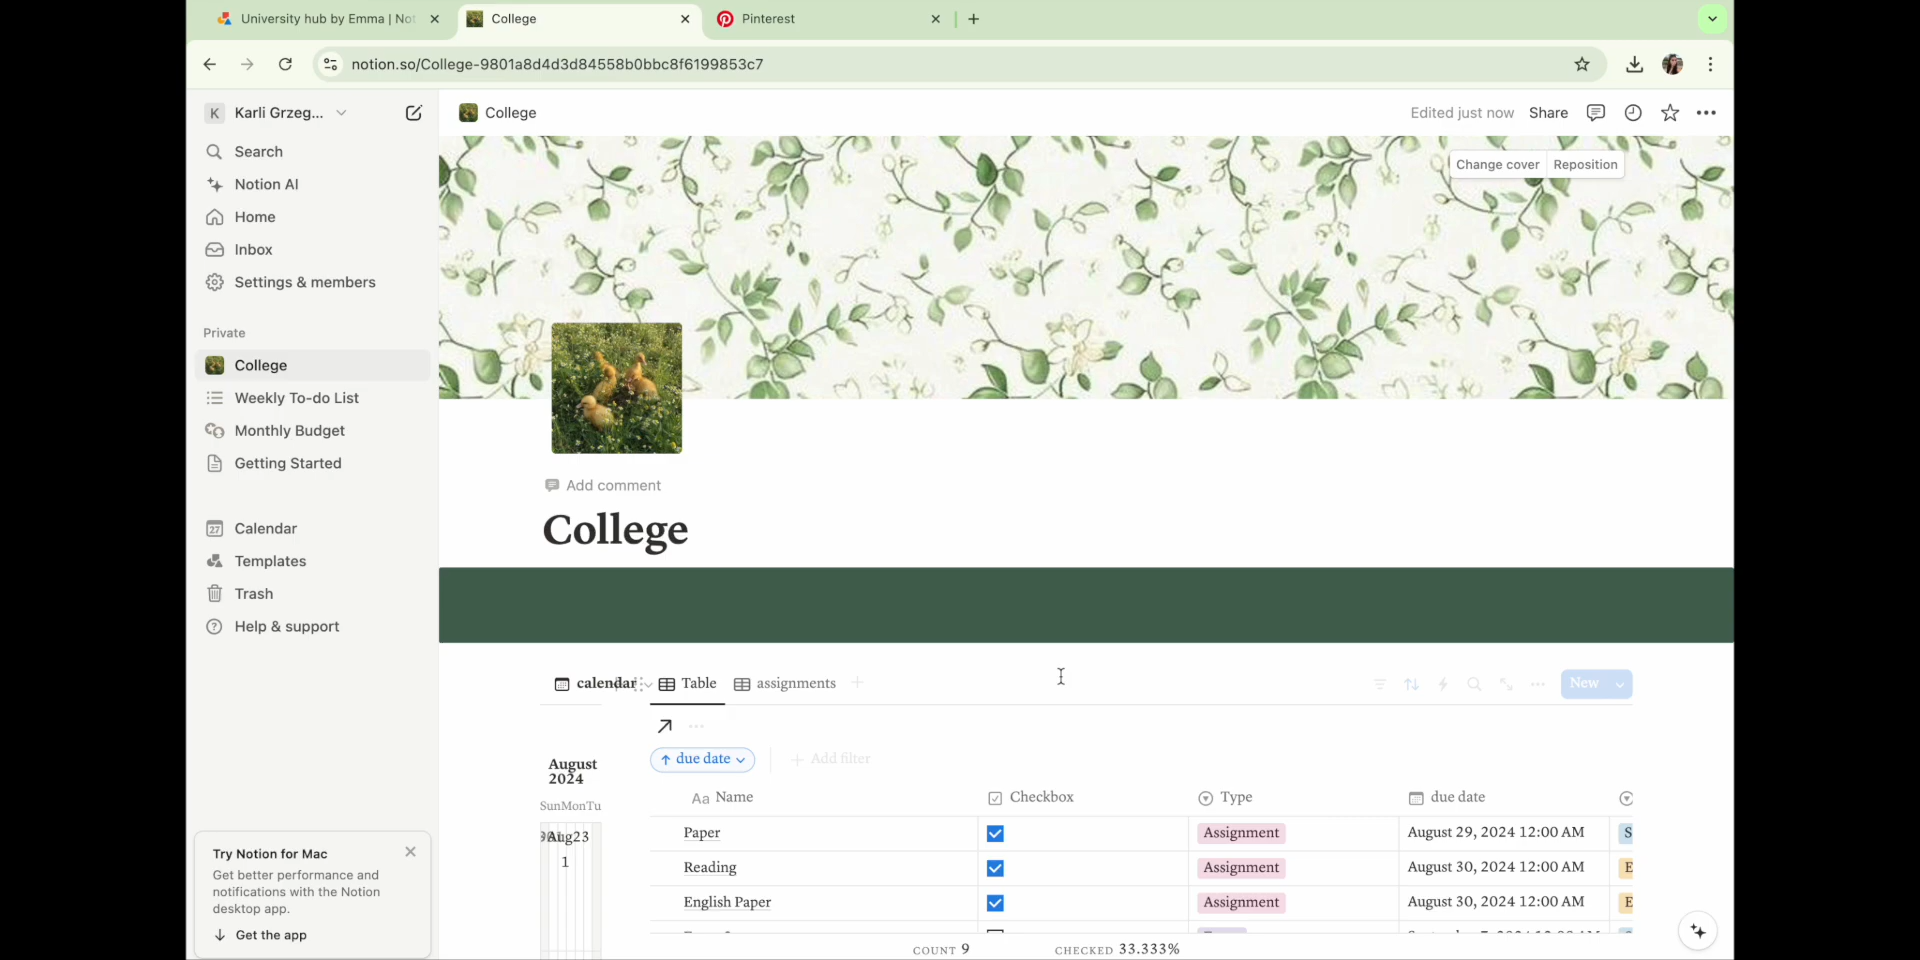 University hub by Emma | Not
College
Pinterest
notion.so/College-9801a8d4d3d84558b0bbc8f6199853c7
K Karli Grzeg...
College
Edited just now Share
Search
Notion AI
Home
Inbox
Settings & members
Private
College
Weekly To-do List
Monthly Budget
Getting Started
27 Calendar
Templates
Trash
Help & support
Try Notion for Mac
Get better performance and
notifications with the Notion
desktop app.
Get the app
Change cover Reposition
Add comment
College
calendar Table assignments
New
August
2024
SunMonTu
Aug23
1
due date Add filter
Aa Name Checkbox Type due date
Paper Assignment August 29, 2024 12:00 AM S
Reading Assignment August 30, 2024 12:00 AM E
English Paper Assignment August 30, 2024 12:00 AM E
COUNT 9 CHECKED 33.333%